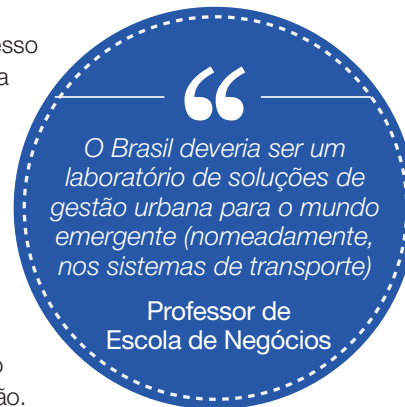 “
O Brasil deveria ser um
laboratório de soluções de
gestão urbana para o mundo
emergente (nomeadamente,
nos sistemas de transporte)
Professor de
Escola de Negócios